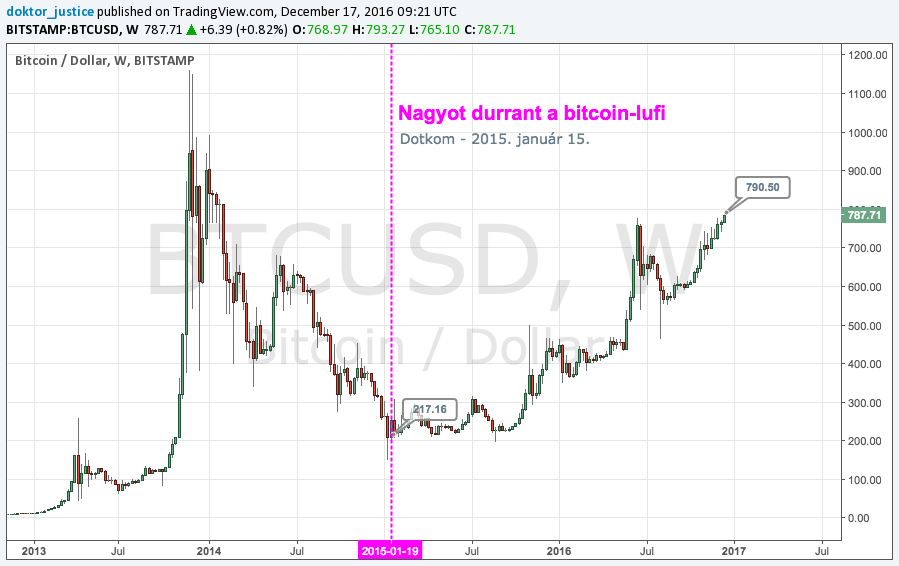 doktor_justice published on TradingView.com, December 17, 2016 09:21 UTC
BITSTAMP:BTCUSD, W 787.71 ▲ +6.39 (+0.82%) O:768.97 H:793.27 L:765.10 C:787.71
Bitcoin / Dollar, W, BITSTAMP
Nagyot durrant a bitcoin-lufi
Dotkom - 2015. január 15.
BTCUSD, W
Bitcoin / Dollar
790.50
217.16
1200.00
1100.00
1000.00
900.00
787.71
700.00
600.00
500.00
400.00
300.00
200.00
100.00
0.00
2013 Jul 2014 Jul 2015-01-19 Jul 2016 Jul 2017 Jul